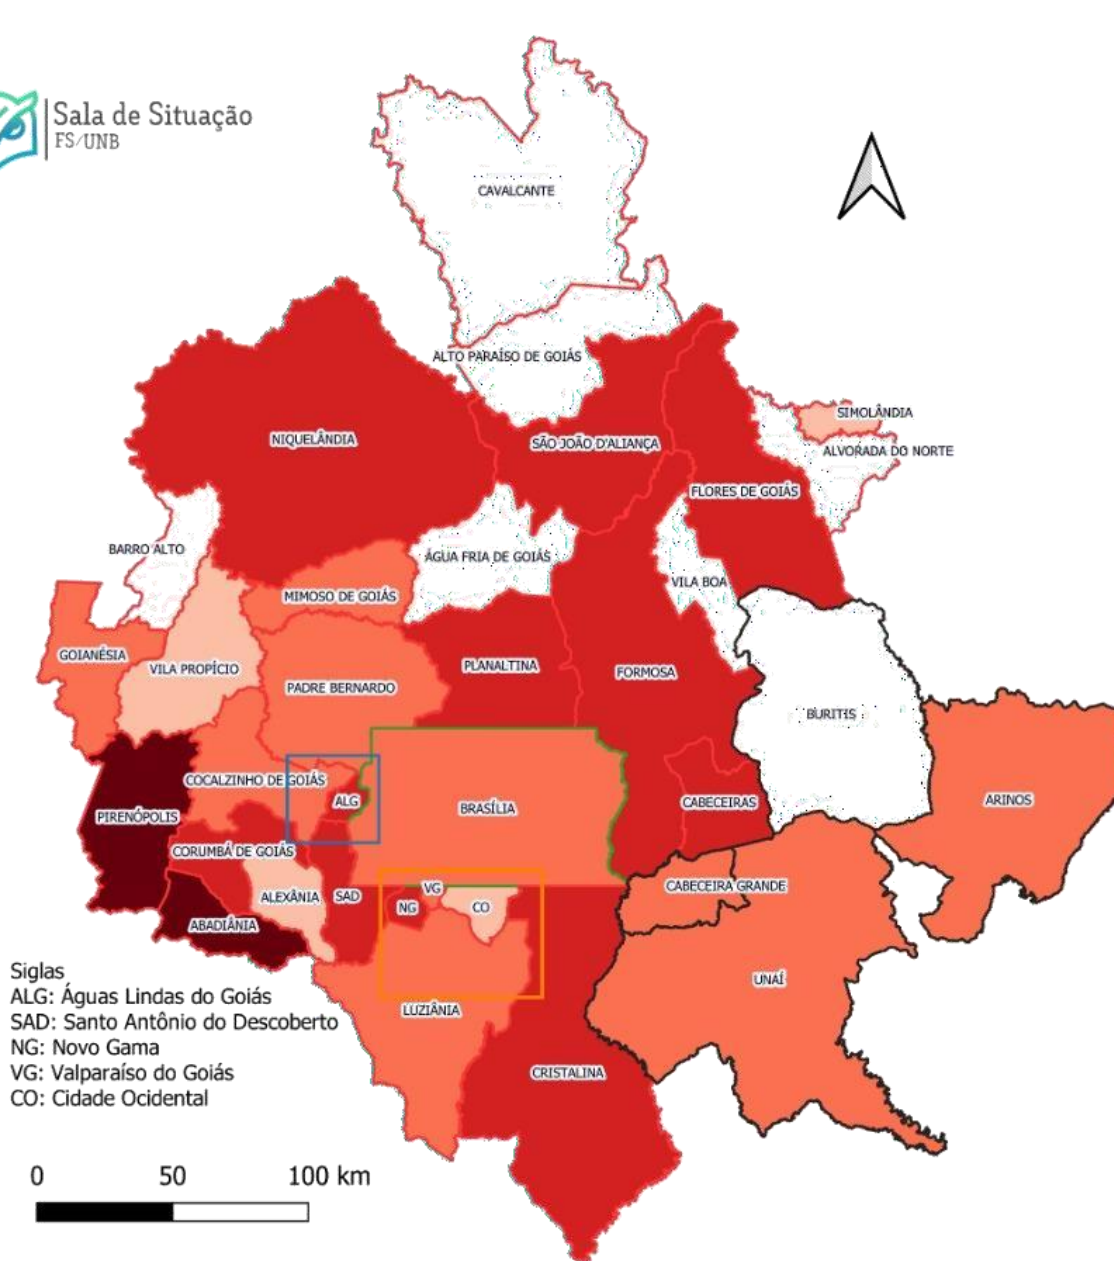 Sala de Situação
FS/UNB
CAVALCANTE
ALTO PARAÍSO DE GOIÁS
SIMOLÂNDIA
NIQUELÂNDIA
SÃO JOÃO D'ALIANÇA
ALVORADA DO NORTE
FLORES DE GOIÁS
BARRO ALTO
ÁGUA FRIA DE GOIÁS
VILA BOA
MIMOSO DE GOIÁS
GOIANÉSIA
VILA PROPÍCIO
PLANALTINA
FORMOSA
PADRE BERNARDO
BURITIS
COCALZINHO DE GOIÁS
ALG
BRASÍLIA
CABECEIRAS
ARINOS
PIRENÓPOLIS
CORUMBÁ DE GOIÁS
CABECEIRA GRANDE
VG
ALEXÂNIA
SAD
NG
CO
ABADIÂNIA
UNAÍ
LUZIÂNIA
CRISTALINA
Siglas
ALG: Águas Lindas do Goiás
SAD: Santo Antônio do Descoberto
NG: Novo Gama
VG: Valparaíso do Goiás
CO: Cidade Ocidental
0 50 100 km